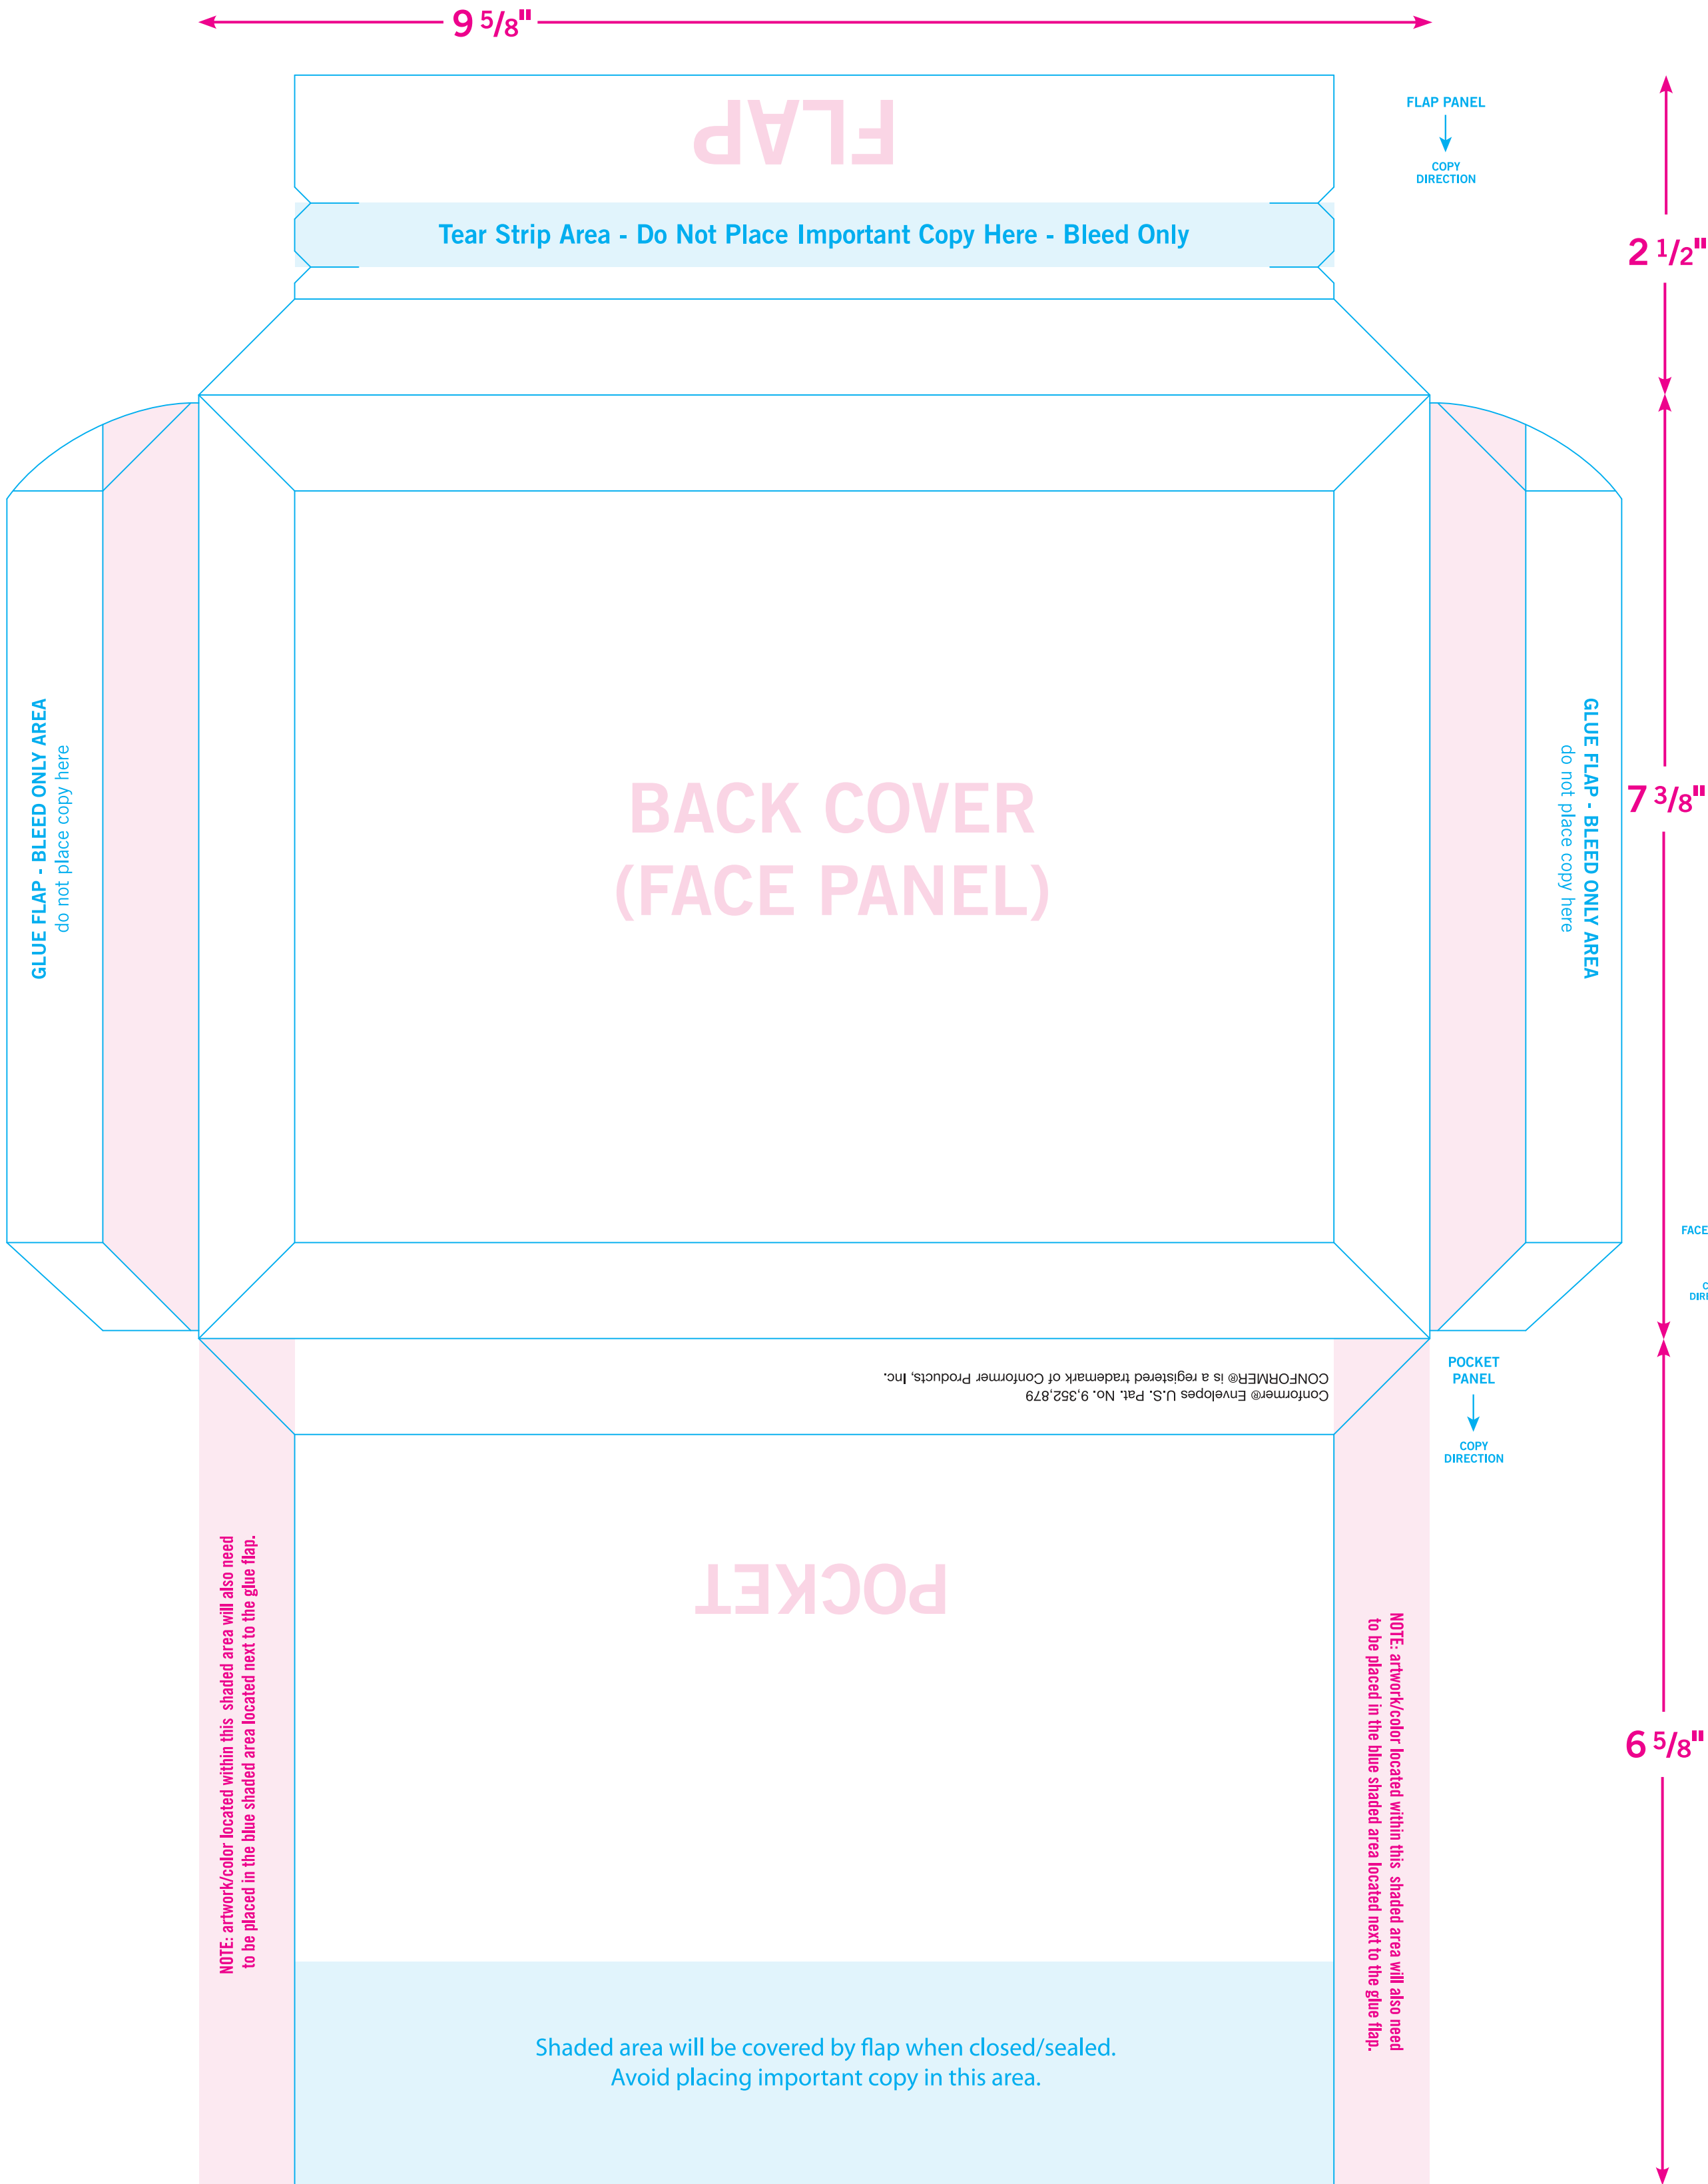 9 5/8"
FLAP
FLAP PANEL
COPY
DIRECTION
Tear Strip Area - Do Not Place Important Copy Here - Bleed Only
2 1/2"
GLUE FLAP - BLEED ONLY AREA
do not place copy here
BACK COVER
(FACE PANEL)
GLUE FLAP - BLEED ONLY AREA
do not place copy here
7 3/8"
FACE
C
DIRE
Conformer® Envelopes U.S. Pat. No. 9,352,879
CONFORMER® is a registered trademark of Conformer Products, Inc.
POCKET
PANEL
COPY
DIRECTION
POCKET
NOTE: artwork/color located within this shaded area will also need
to be placed in the blue shaded area located next to the glue flap.
NOTE: artwork/color located within this shaded area will also need
to be placed in the blue shaded area located next to the glue flap.
6 5/8"
Shaded area will be covered by flap when closed/sealed.
Avoid placing important copy in this area.